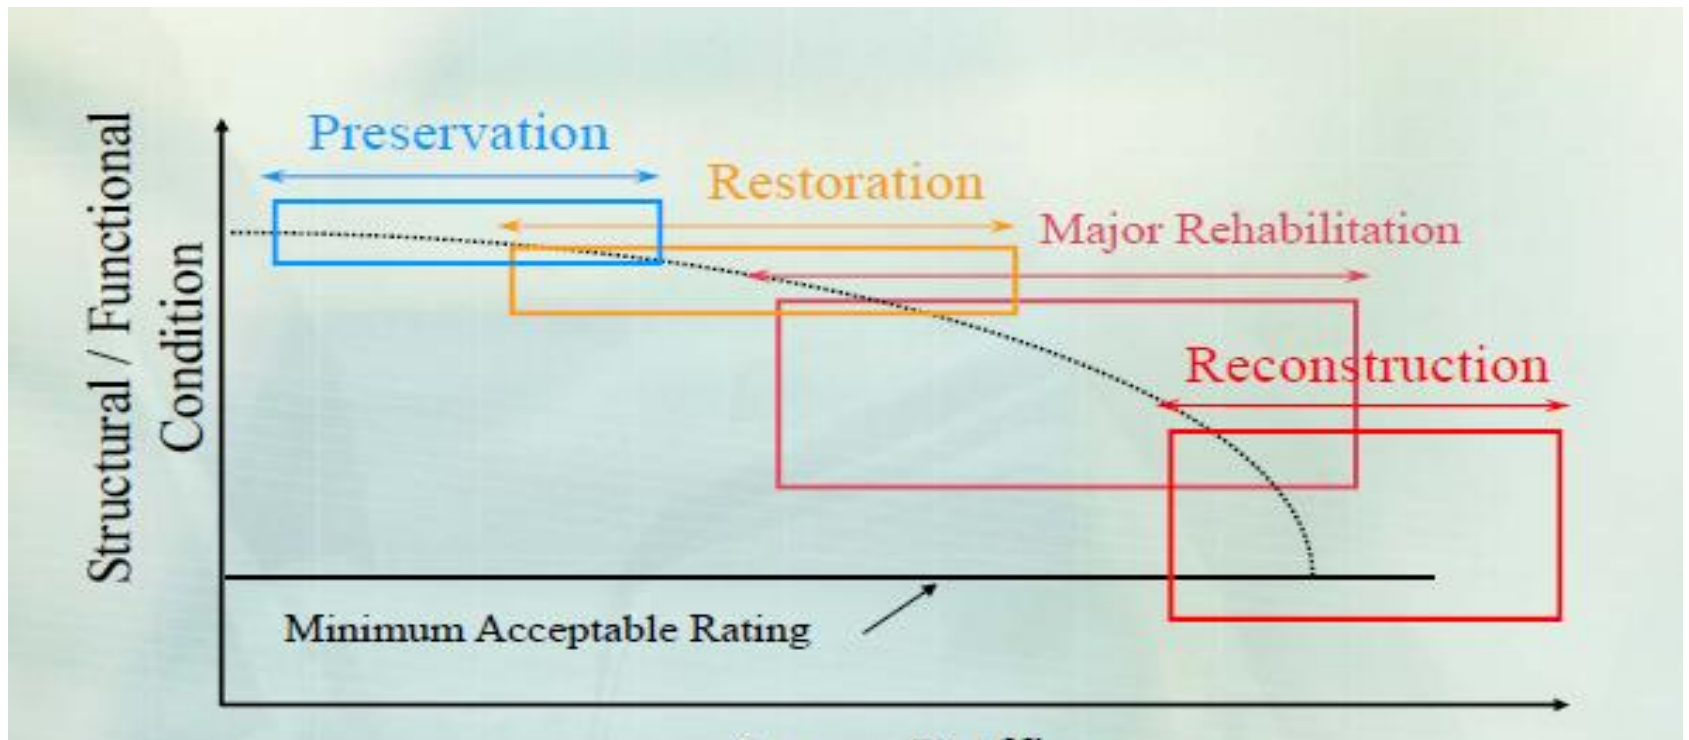 Structural / Functional
Condition
Preservation
Restoration
Major Rehabilitation
Reconstruction
Minimum Acceptable Rating